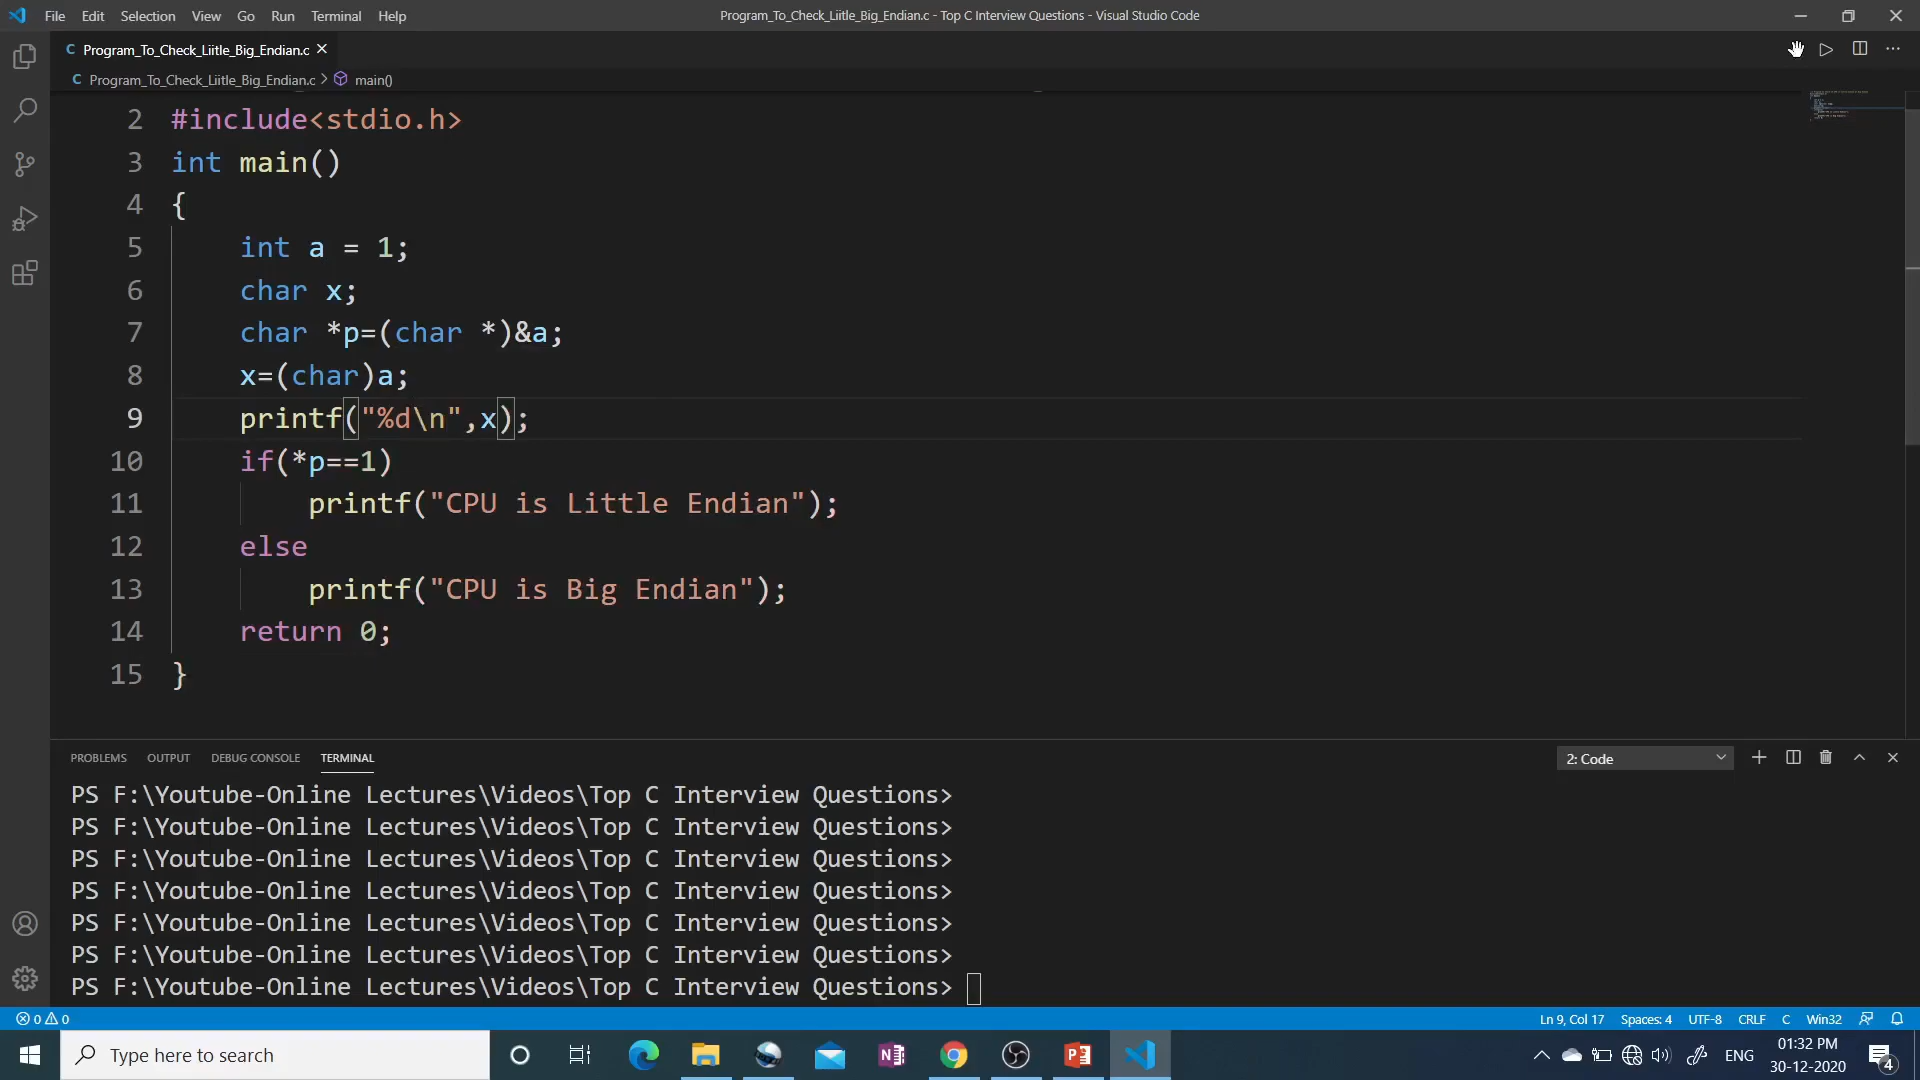 File Edit Selection View Go Run Terminal Help
Program_To_Check_Liitle_Big_Endian.c - Top C Interview Questions - Visual Studio Code
C Program_To_Check_Liitle_Big_Endian.c
C Program_To_Check_Liitle_Big_Endian.c > main()
2 #include<stdio.h>
3 int main()
4 {
5 int a = 1;
6 char x;
7 char *p=(char *)&a;
8 x=(char)a;
9 printf("%d\n",x);
10 if(*p==1)
11 printf("CPU is Little Endian");
12 else
13 printf("CPU is Big Endian");
14 return 0;
15 }
PROBLEMS OUTPUT DEBUG CONSOLE TERMINAL 2: Code
PS F:\Youtube-Online Lectures\Videos\Top C Interview Questions>
PS F:\Youtube-Online Lectures\Videos\Top C Interview Questions>
PS F:\Youtube-Online Lectures\Videos\Top C Interview Questions>
PS F:\Youtube-Online Lectures\Videos\Top C Interview Questions>
PS F:\Youtube-Online Lectures\Videos\Top C Interview Questions>
PS F:\Youtube-Online Lectures\Videos\Top C Interview Questions>
PS F:\Youtube-Online Lectures\Videos\Top C Interview Questions>
0 0 Ln 9, Col 17 Spaces: 4 UTF-8 CRLF C Win32
Type here to search
ENG
01:32 PM
30-12-2020
4